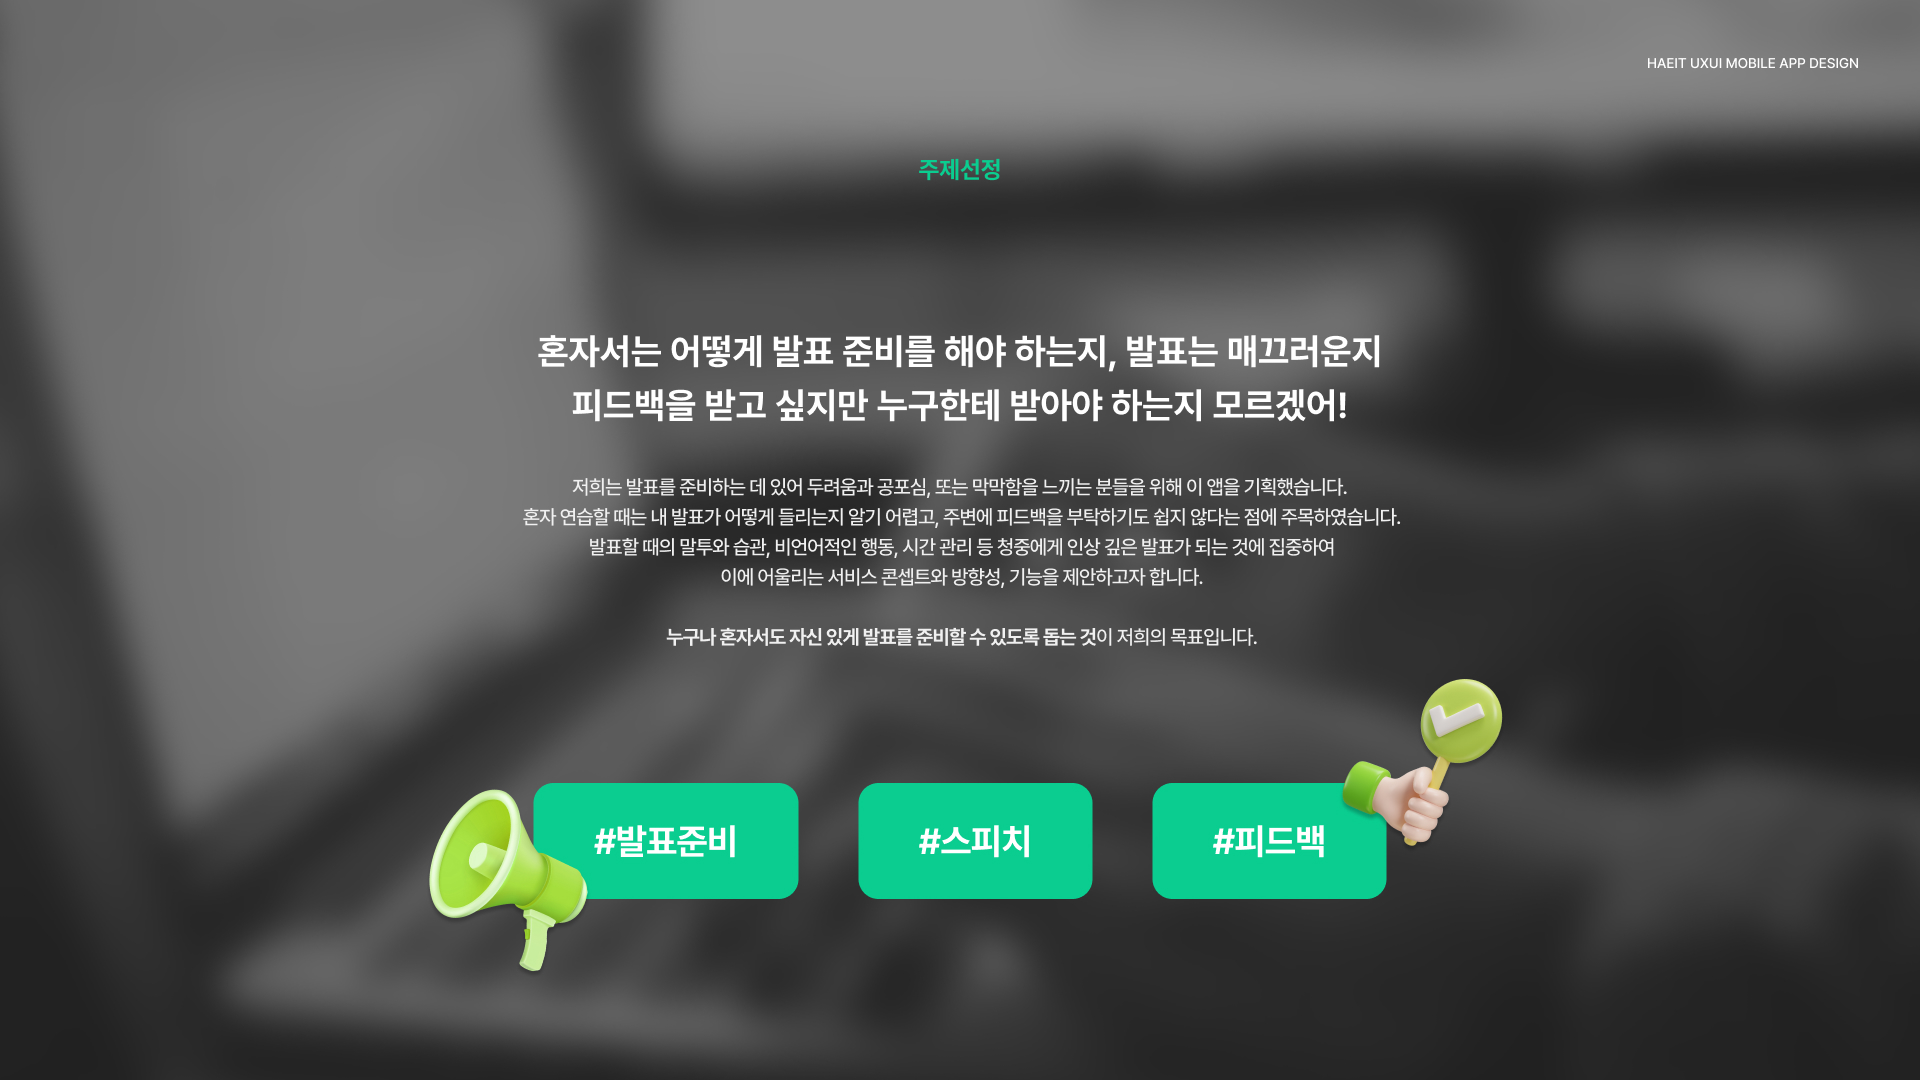 HAEIT UXUI MOBILE APP DESIGN
주제선정
혼자서는 어떻게 발표 준비를 해야 하는지, 발표는 매끄러운지
피드백을 받고 싶지만 누구한테 받아야 하는지 모르겠어!
저희는 발표를 준비하는 데 있어 두려움과 공포심, 또는 막막함을 느끼는 분들을 위해 이 앱을 기획했습니다.
혼자 연습할 때는 내 발표가 어떻게 들리는지 알기 어렵고, 주변에 피드백을 부탁하기도 쉽지 않다는 점에 주목하였습니다.
발표할 때의 말투와 습관, 비언어적인 행동, 시간 관리 등 청중에게 인상 깊은 발표가 되는 것에 집중하여
이에 어울리는 서비스 콘셉트와 방향성, 기능을 제안하고자 합니다.
누구나 혼자서도 자신 있게 발표를 준비할 수 있도록 돕는 것이 저희의 목표입니다.
#발표준비
#스피치
#피드백